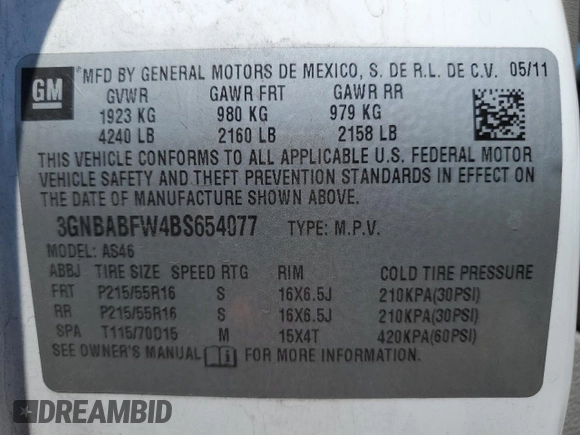 GM
MFD BY GENERAL MOTORS DE MEXICO, S. DE R.L. DE C.V. 05/11
GVWR GAWR FRT GAWR RR
1923 KG 980 KG 979 KG
4240 LB 2160 LB 2158 LB
THIS VEHICLE CONFORMS TO ALL APPLICABLE U.S. FEDERAL MOTOR
VEHICLE SAFETY AND THEFT PREVENTION STANDARDS IN EFFECT ON
THE DATE OF MANUFACTURE SHOWN ABOVE.
3GNBABFW4BS654077 TYPE: M.P.V.
MODEL: AS46
ABBJ TIRE SIZE SPEED RTG RIM COLD TIRE PRESSURE
FRT P215/55R16 S 16X6.5J 210KPA(30PSI)
RR P215/55R16 S 16X6.5J 210KPA(30PSI)
SPA T115/70D15 M 15X4T 420KPA(60PSI)
SEE OWNER'S MANUAL FOR MORE INFORMATION.
DREAMBID